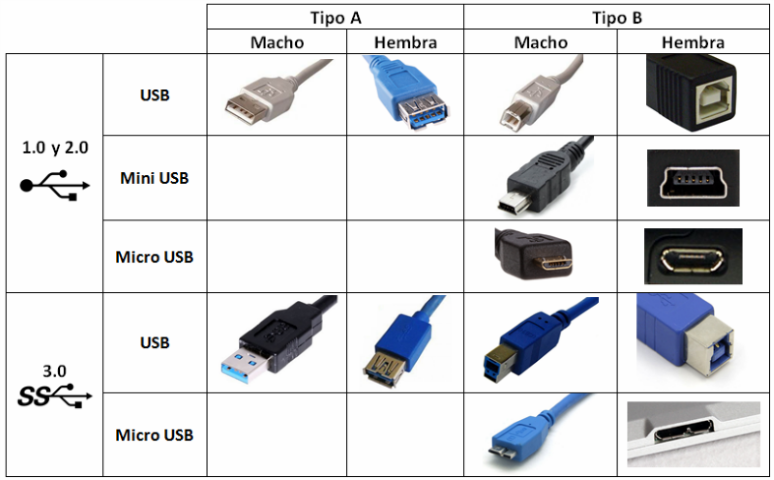 Tipo A Tipo B
Macho Hembra Macho Hembra
USB
1.0 y 2.0
Mini USB
Micro USB
USB
3.0
SS
Micro USB